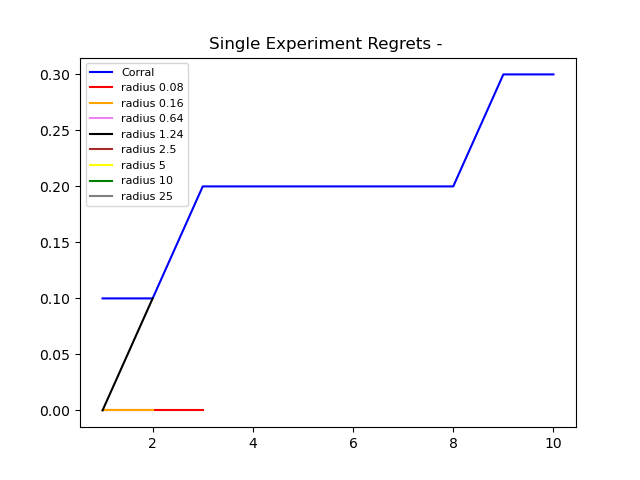 Single Experiment Regrets -
0.30
0.25
0.20
0.15
0.10
0.05
0.00
Corral
radius 0.08
radius 0.16
radius 0.64
radius 1.24
radius 2.5
radius 5
radius 10
radius 25
2
4
6
8
10